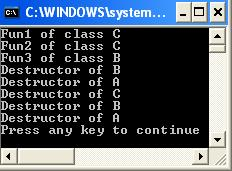 C:\WINDOWS\system...
Fun1 of class C
Fun2 of class C
Fun3 of class B
Destructor of B
Destructor of A
Destructor of C
Destructor of B
Destructor of A
Press any key to continue